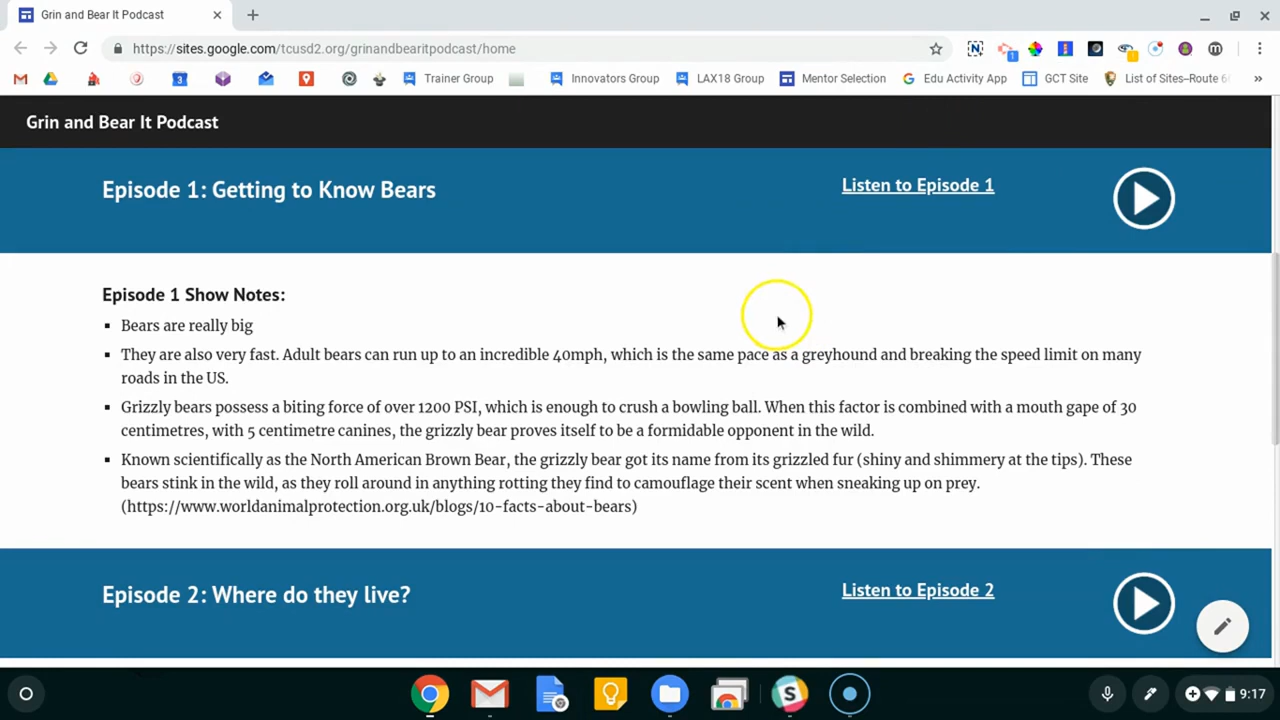 Grin and Bear It Podcast
https://sites.google.com/tcusd2.org/grinandbearitpodcast/home
1
3
Trainer Group
Innovators Group
LAX18 Group
Mentor Selection
Edu Activity App
GCT Site
List of Sites–Route
Grin and Bear It Podcast
Episode 1: Getting to Know Bears
Listen to Episode 1
Episode 1 Show Notes:
Bears are really big
They are also very fast. Adult bears can run up to an incredible 40mph, which is the same pace as a greyhound and breaking the speed limit on many
roads in the US.
Grizzly bears possess a biting force of over 1200 PSI, which is enough to crush a bowling ball. When this factor is combined with a mouth gape of 30
centimetres, with 5 centimetre canines, the grizzly bear proves itself to be a formidable opponent in the wild.
Known scientifically as the North American Brown Bear, the grizzly bear got its name from its grizzled fur (shiny and shimmery at the tips). These
bears stink in the wild, as they roll around in anything rotting they find to camouflage their scent when sneaking up on prey.
(https://www.worldanimalprotection.org.uk/blogs/10-facts-about-bears)
Episode 2: Where do they live?
Listen to Episode 2
9:17